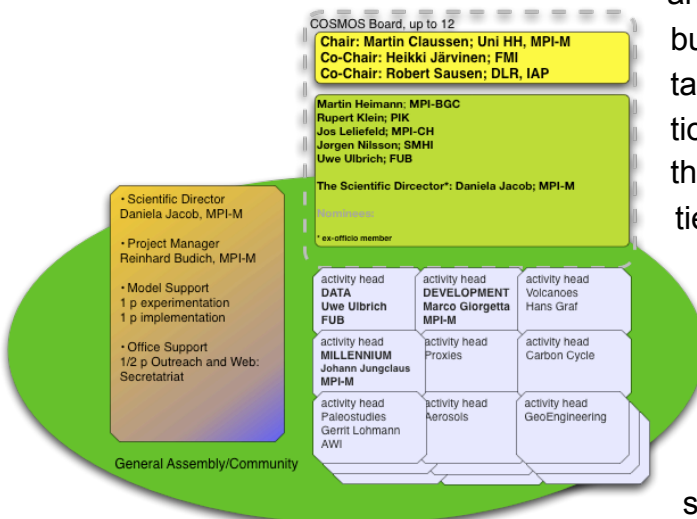 COSMOS Board, up to 12
Chair: Martin Claussen; Uni HH, MPI-M
Co-Chair: Heikki Järvinen; FMI
Co-Chair: Robert Sausen; DLR, IAP
Martin Heimann; MPI-BGC
Rupert Klein; PIK
Jos Leliefeld; MPI-CH
Jørgen Nilsson; SMHI
Uwe Ulbrich; FUB
The Scientific Dircector*: Daniela Jacob; MPI-M
Nominees:
* ex-officio member
• Scientific Director
Daniela Jacob, MPI-M
• Project Manager
Reinhard Budich, MPI-M
• Model Support
1 p experimentation
1 p implementation
• Office Support
1/2 p Outreach and Web:
Secretatriat
activity head
DATA
Uwe Ulbrich
FUB
activity head
DEVELOPMENT
Marco Giorgetta
MPI-M
activity head
Volcanoes
Hans Graf
activity head
MILLENNIUM
Johann Jungclaus
MPI-M
activity head
Proxies
activity head
Carbon Cycle
activity head
Paleostudies
Gerrit Lohmann
AWI
activity head
Aerosols
activity head
GeoEngineering
General Assembly/Community
bu
ta
tic
th
tie
s